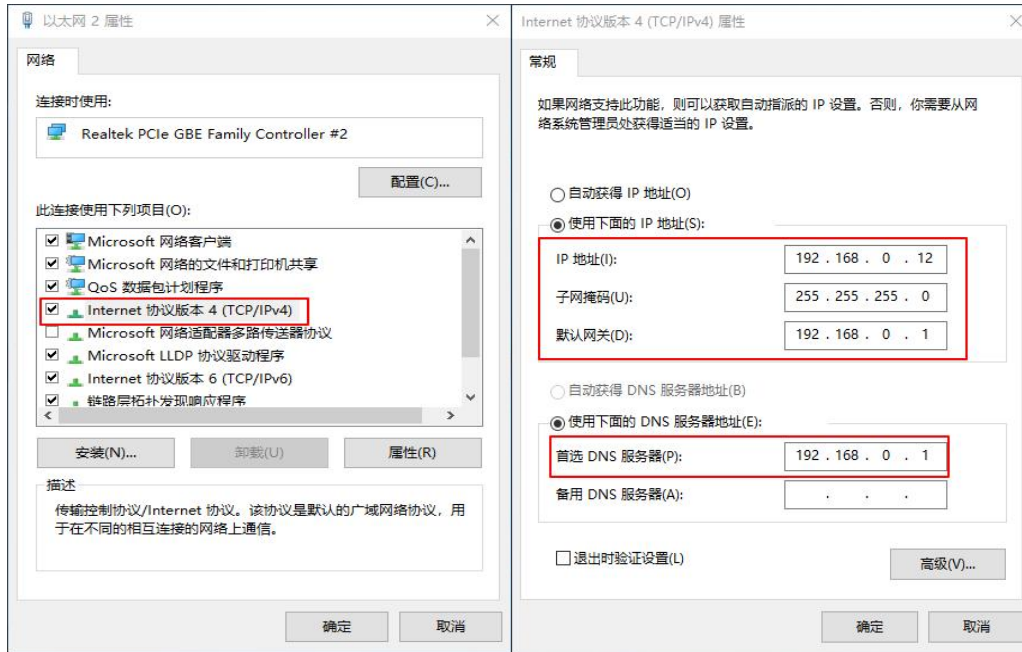 以太网 2 属性
网络
连接时使用:
Realtek PCIe GBE Family Controller #2
配置(C)...
此连接使用下列项目(O):
Microsoft 网络客户端
Microsoft 网络的文件和打印机共享
QoS 数据包计划程序
Internet 协议版本 4 (TCP/IPv4)
Microsoft 网络适配器多路传送器协议
Microsoft LLDP 协议驱动程序
Internet 协议版本 6 (TCP/IPv6)
链路层拓扑发现响应程序
安装(N)...
卸载(U)
属性(R)
描述
传输控制协议/Internet 协议。该协议是默认的广域网络协议，用
于在不同的相互连接的网络上通信。
确定
取消
Internet 协议版本 4 (TCP/IPv4) 属性
常规
如果网络支持此功能，则可以获取自动指派的 IP 设置。否则，你需要从网
络系统管理员处获得适当的 IP 设置。
自动获得 IP 地址(O)
使用下面的 IP 地址(S):
IP 地址(I): 192 . 168 . 0 . 12
子网掩码(U): 255 . 255 . 255 . 0
默认网关(D): 192 . 168 . 0 . 1
自动获得 DNS 服务器地址(B)
使用下面的 DNS 服务器地址(E):
首选 DNS 服务器(P): 192 . 168 . 0 . 1
备用 DNS 服务器(A): . . .
退出时验证设置(L)
高级(V)...
确定
取消